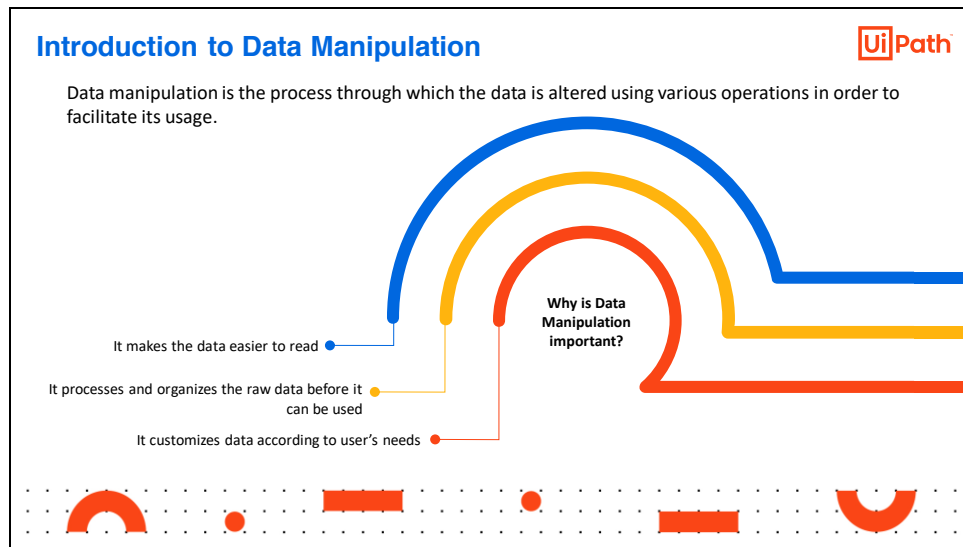 Introduction to Data Manipulation
UiPath
Data manipulation is the process through which the data is altered using various operations in order to
facilitate its usage.
Why is Data
Manipulation
important?
It makes the data easier to read
It processes and organizes the raw data before it
can be used
It customizes data according to user’s needs